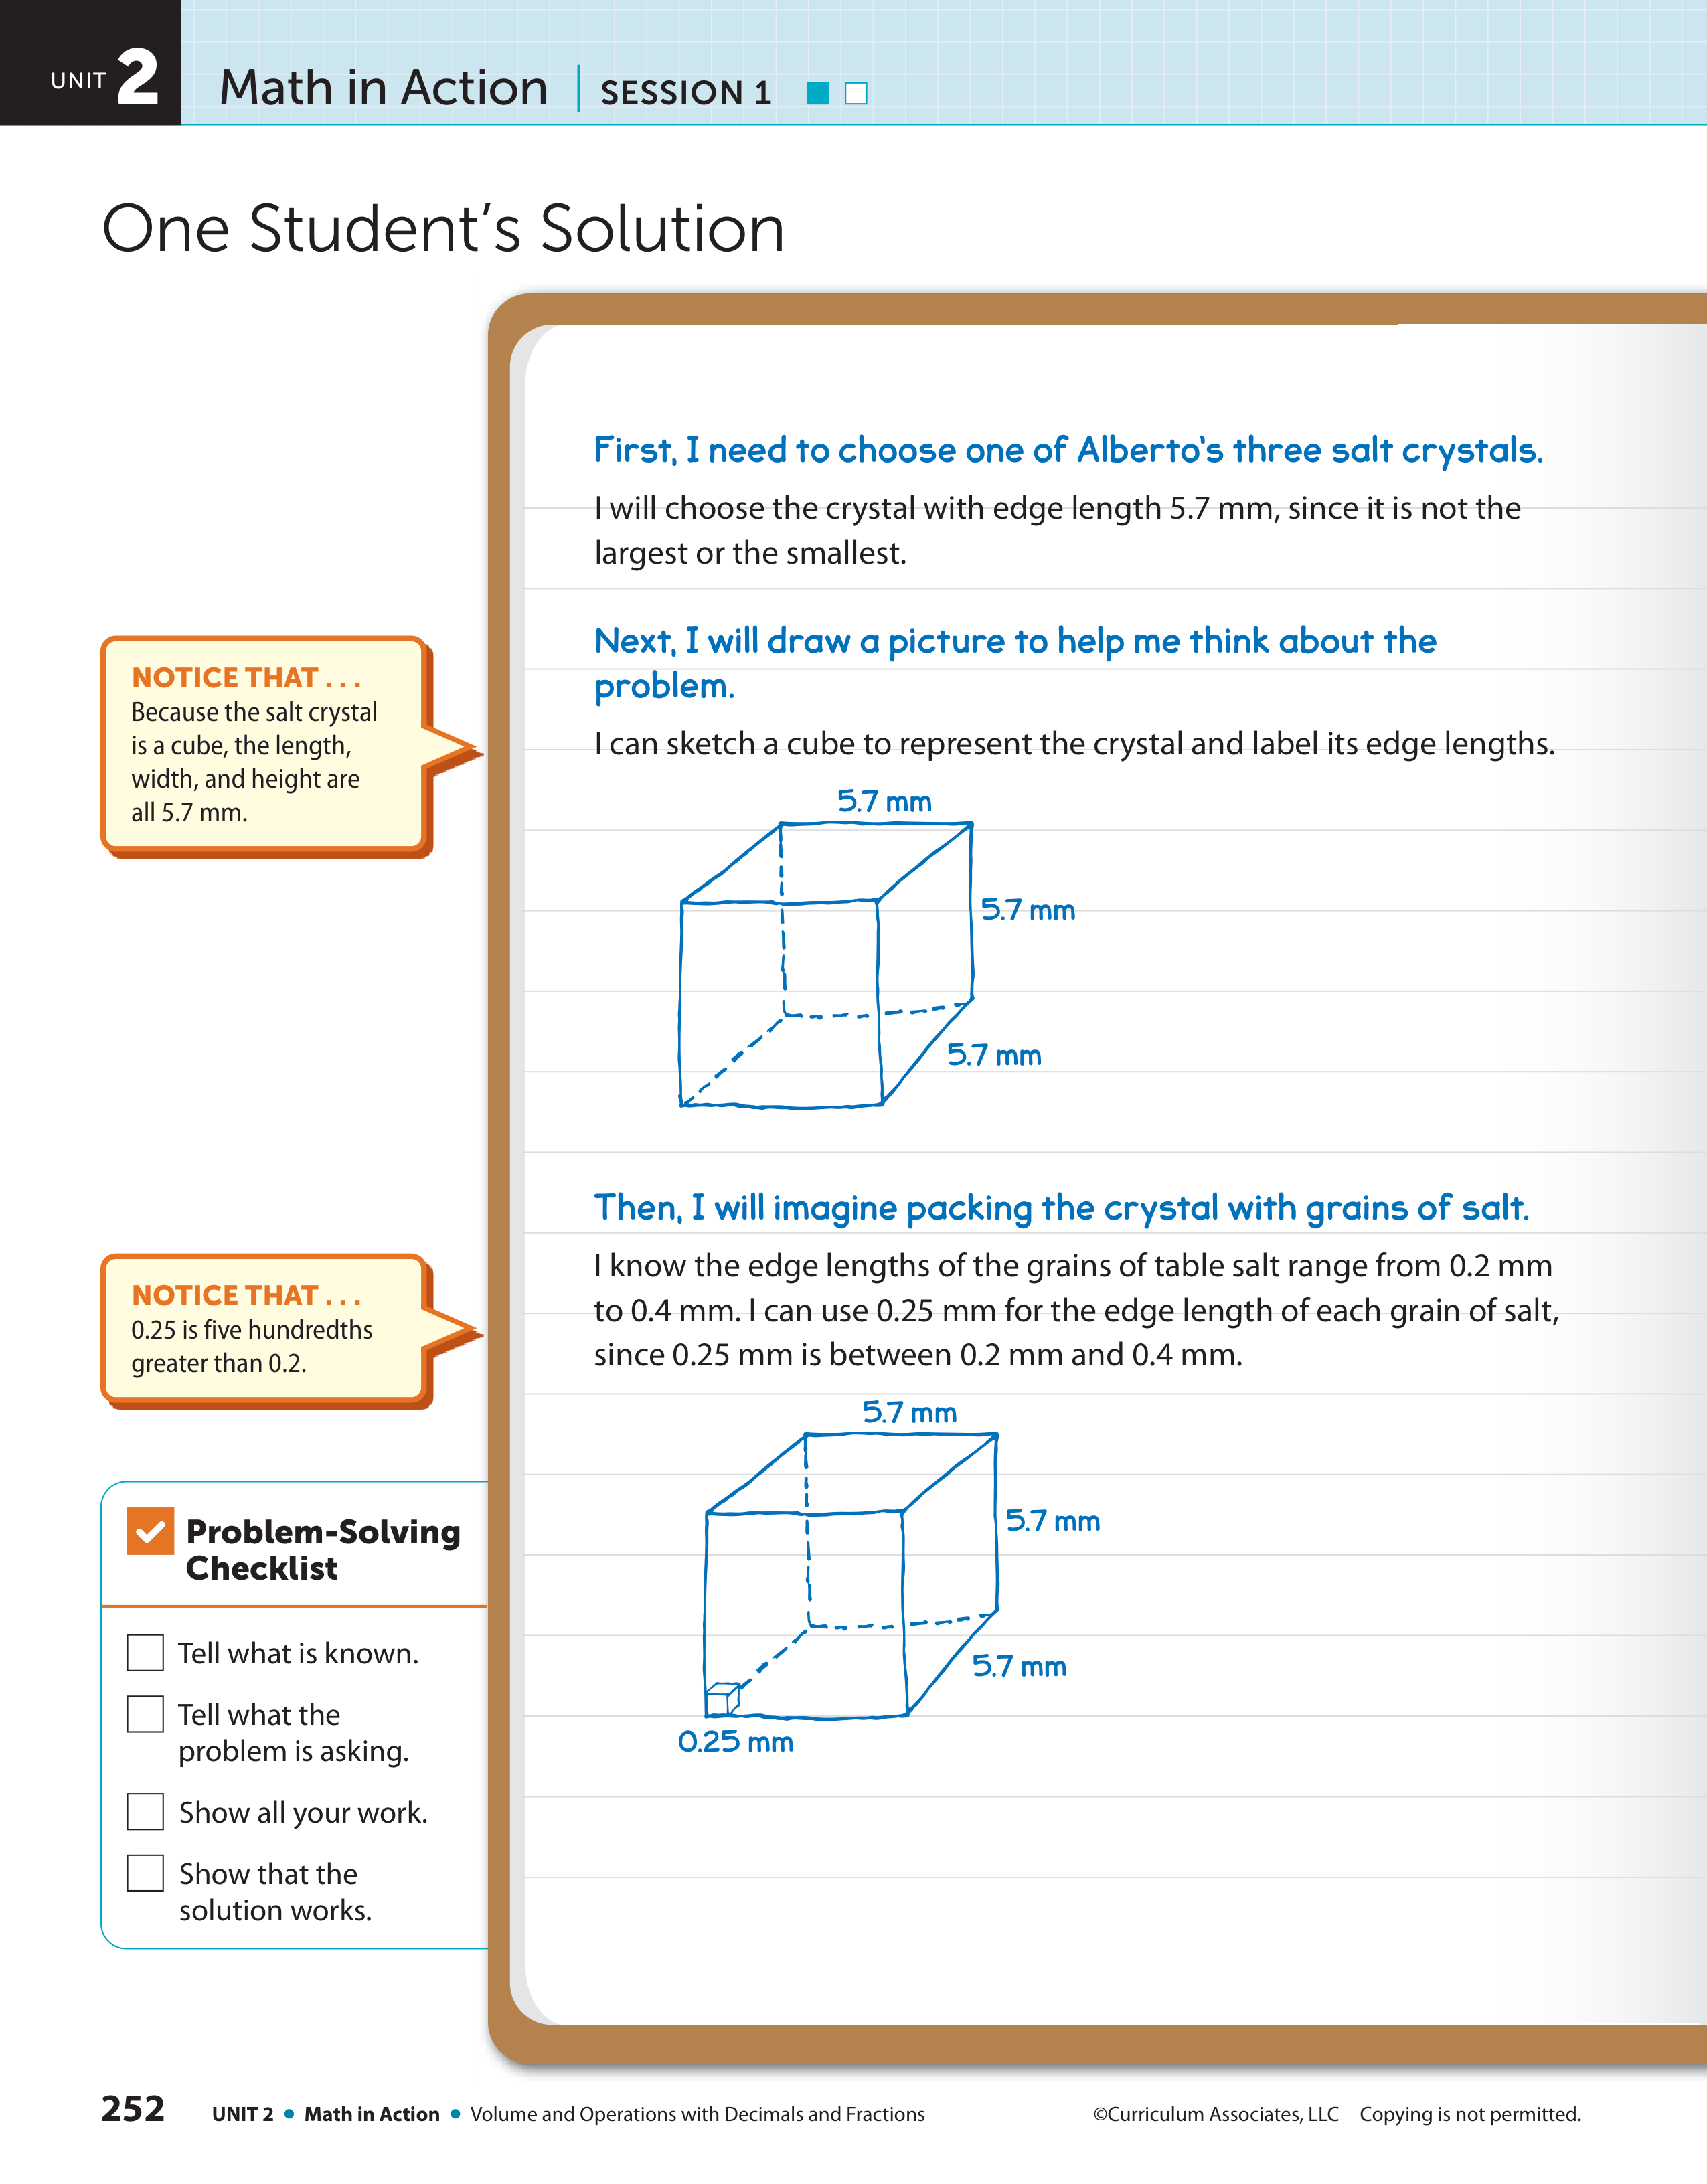 UNIT 2 Math in Action | SESSION 1
One Student's Solution
First, I need to choose one of Alberto's three salt crystals.
I will choose the crystal with edge length 5.7 mm, since it is not the
largest or the smallest.
Next, I will draw a picture to help me think about the
problem.
I can sketch a cube to represent the crystal and label its edge lengths.
NOTICE THAT . . .
Because the salt crystal
is a cube, the length,
width, and height are
all 5.7 mm.
5.7 mm
5.7 mm
5.7 mm
Then, I will imagine packing the crystal with grains of salt.
I know the edge lengths of the grains of table salt range from 0.2 mm
to 0.4 mm. I can use 0.25 mm for the edge length of each grain of salt,
since 0.25 mm is between 0.2 mm and 0.4 mm.
NOTICE THAT . . .
0.25 is five hundredths
greater than 0.2.
5.7 mm
5.7 mm
5.7 mm
0.25 mm
Problem-Solving
Checklist
Tell what is known.
Tell what the
problem is asking.
Show all your work.
Show that the
solution works.
252 UNIT 2 • Math in Action • Volume and Operations with Decimals and Fractions ©Curriculum Associates, LLC Copying is not permitted.